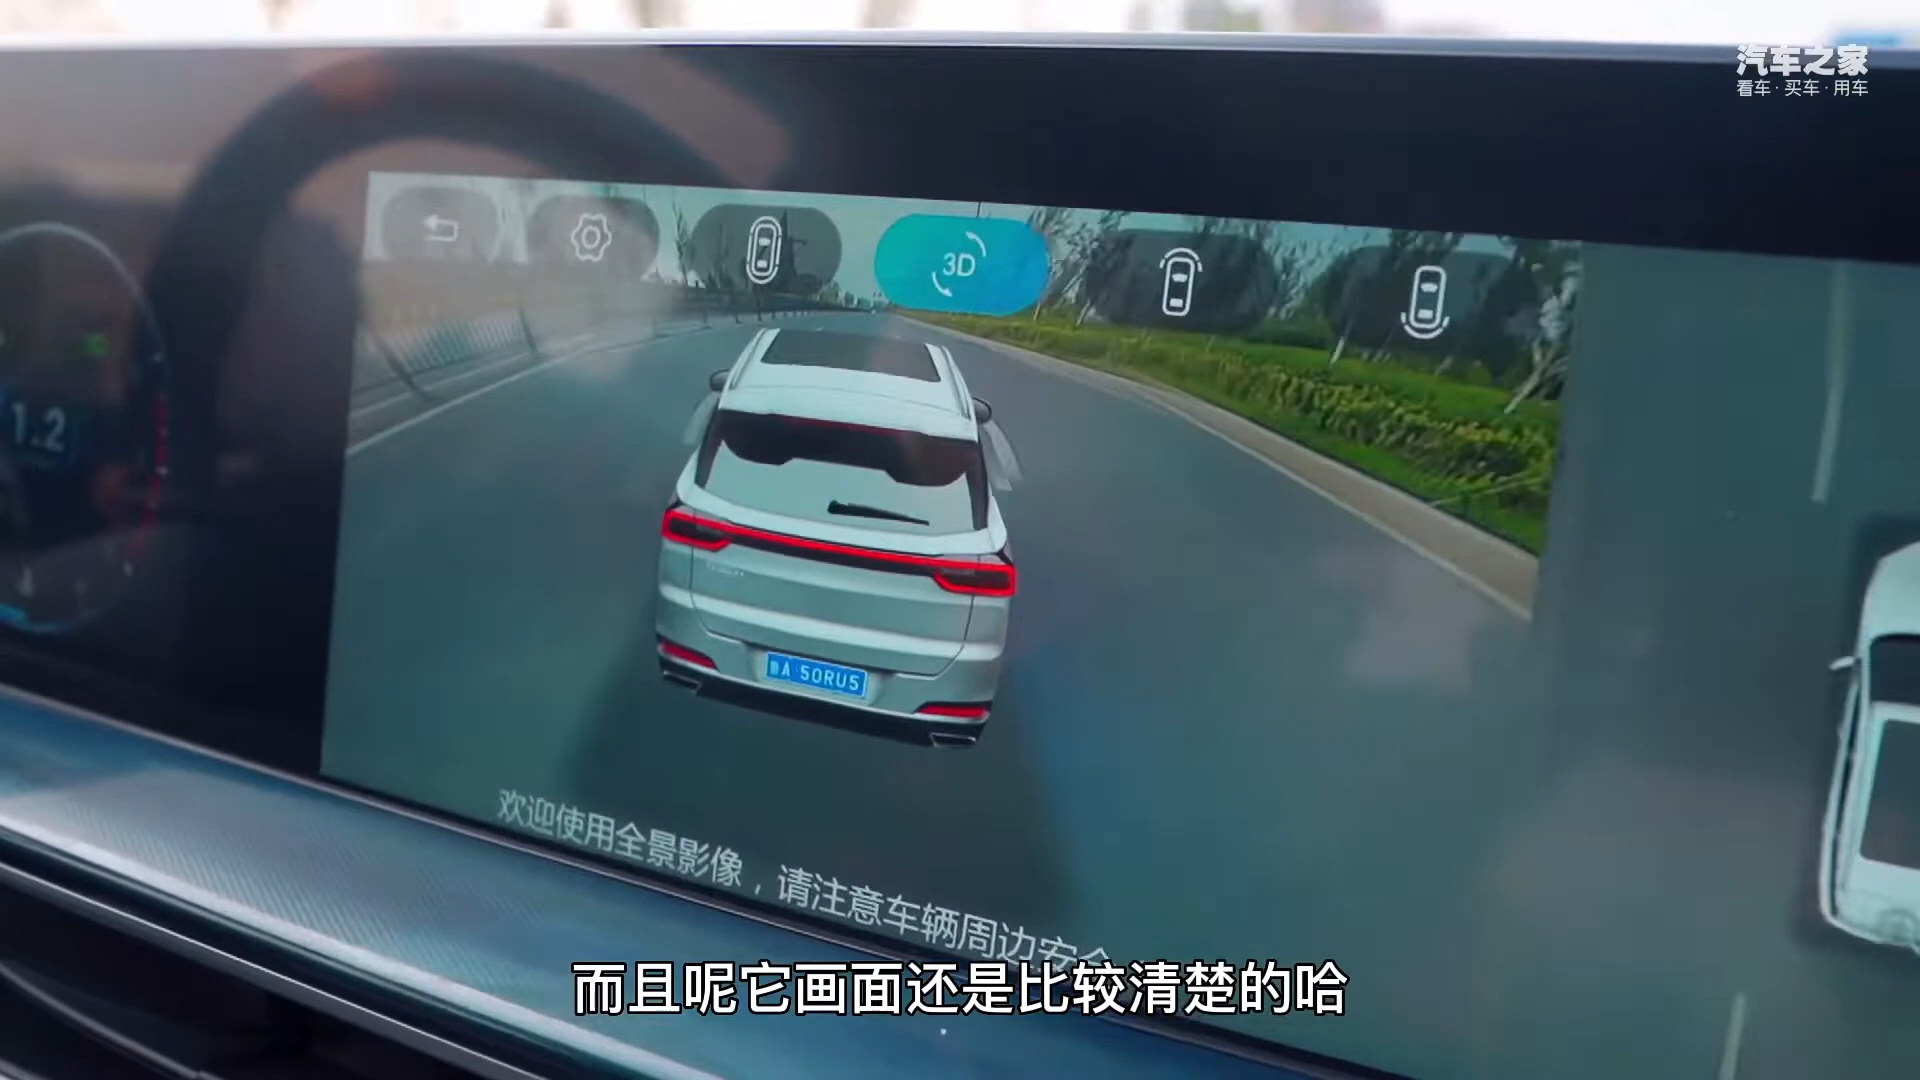 汽车之家
看车·买车·用车
3D
1.2
鲁A 50RU5
欢迎使用全景影像，请注意车辆周边安全
而且呢它画面还是比较清楚的哈